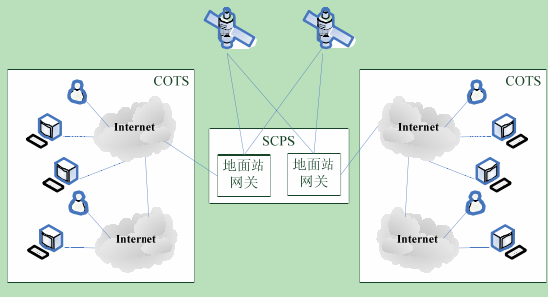 COTS
COTS
Internet
Internet
SCPS
地面站
网关
地面站
网关
Internet
Internet